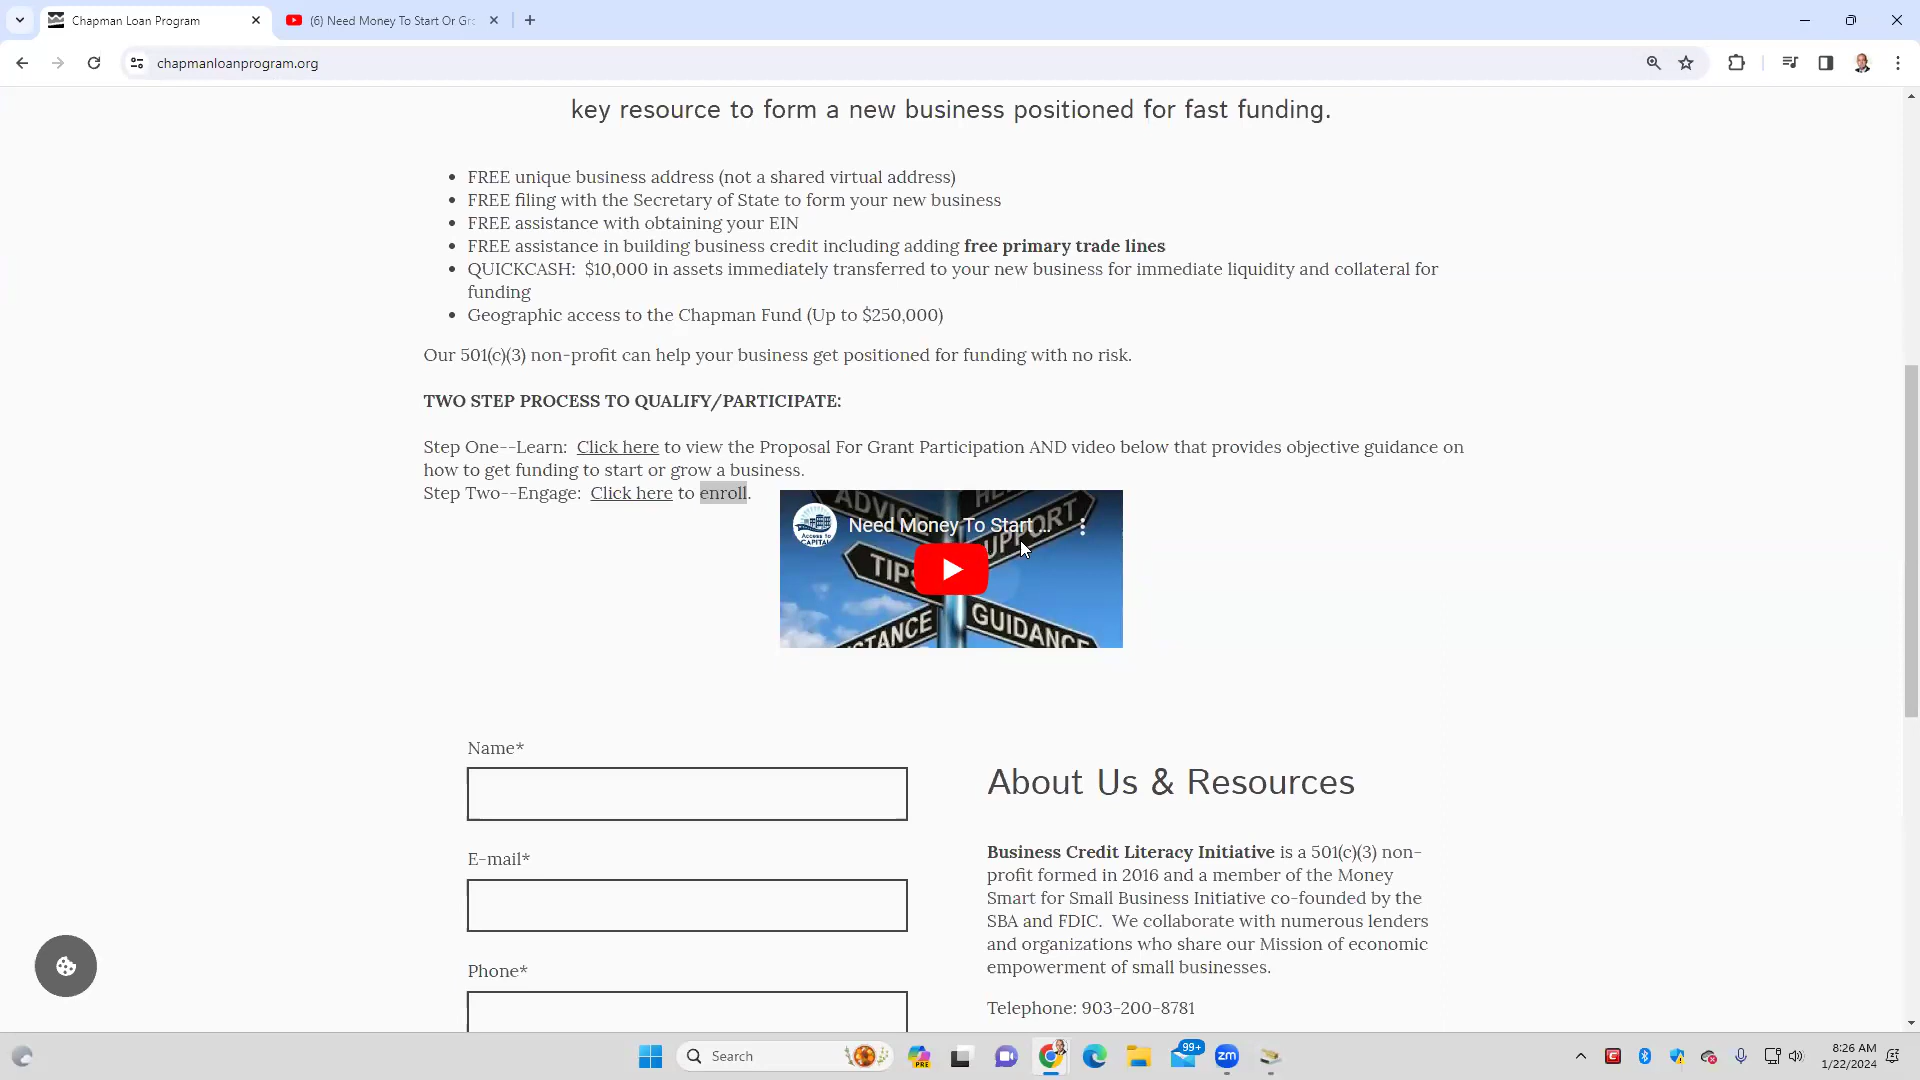 Chapman Loan Program
(6) Need Money To Start Or Gr
chapmanloanprogram.org
key resource to form a new business positioned for fast funding.
• FREE unique business address (not a shared virtual address)
• FREE filing with the Secretary of State to form your new business
• FREE assistance with obtaining your EIN
• FREE assistance in building business credit including adding free primary trade lines
• QUICKCASH:  $10,000 in assets immediately transferred to your new business for immediate liquidity and collateral for
funding
• Geographic access to the Chapman Fund (Up to $250,000)
Our 501(c)(3) non-profit can help your business get positioned for funding with no risk.
TWO STEP PROCESS TO QUALIFY/PARTICIPATE:
Step One--Learn:  Click here to view the Proposal For Grant Participation AND video below that provides objective guidance on
how to get funding to start or grow a business.
Step Two--Engage:  Click here to enroll.
ADVICE
Access to
CAPITAL
Need Money To Start ...
SUPPORT
TIPS
GUIDANCE
Name*
E-mail*
Phone*
About Us & Resources
Business Credit Literacy Initiative is a 501(c)(3) non-
profit formed in 2016 and a member of the Money
Smart for Small Business Initiative co-founded by the
SBA and FDIC.  We collaborate with numerous lenders
and organizations who share our Mission of economic
empowerment of small businesses.
Telephone: 903-200-8781
Search
PRE
99+
zm
8:26 AM
1/22/2024